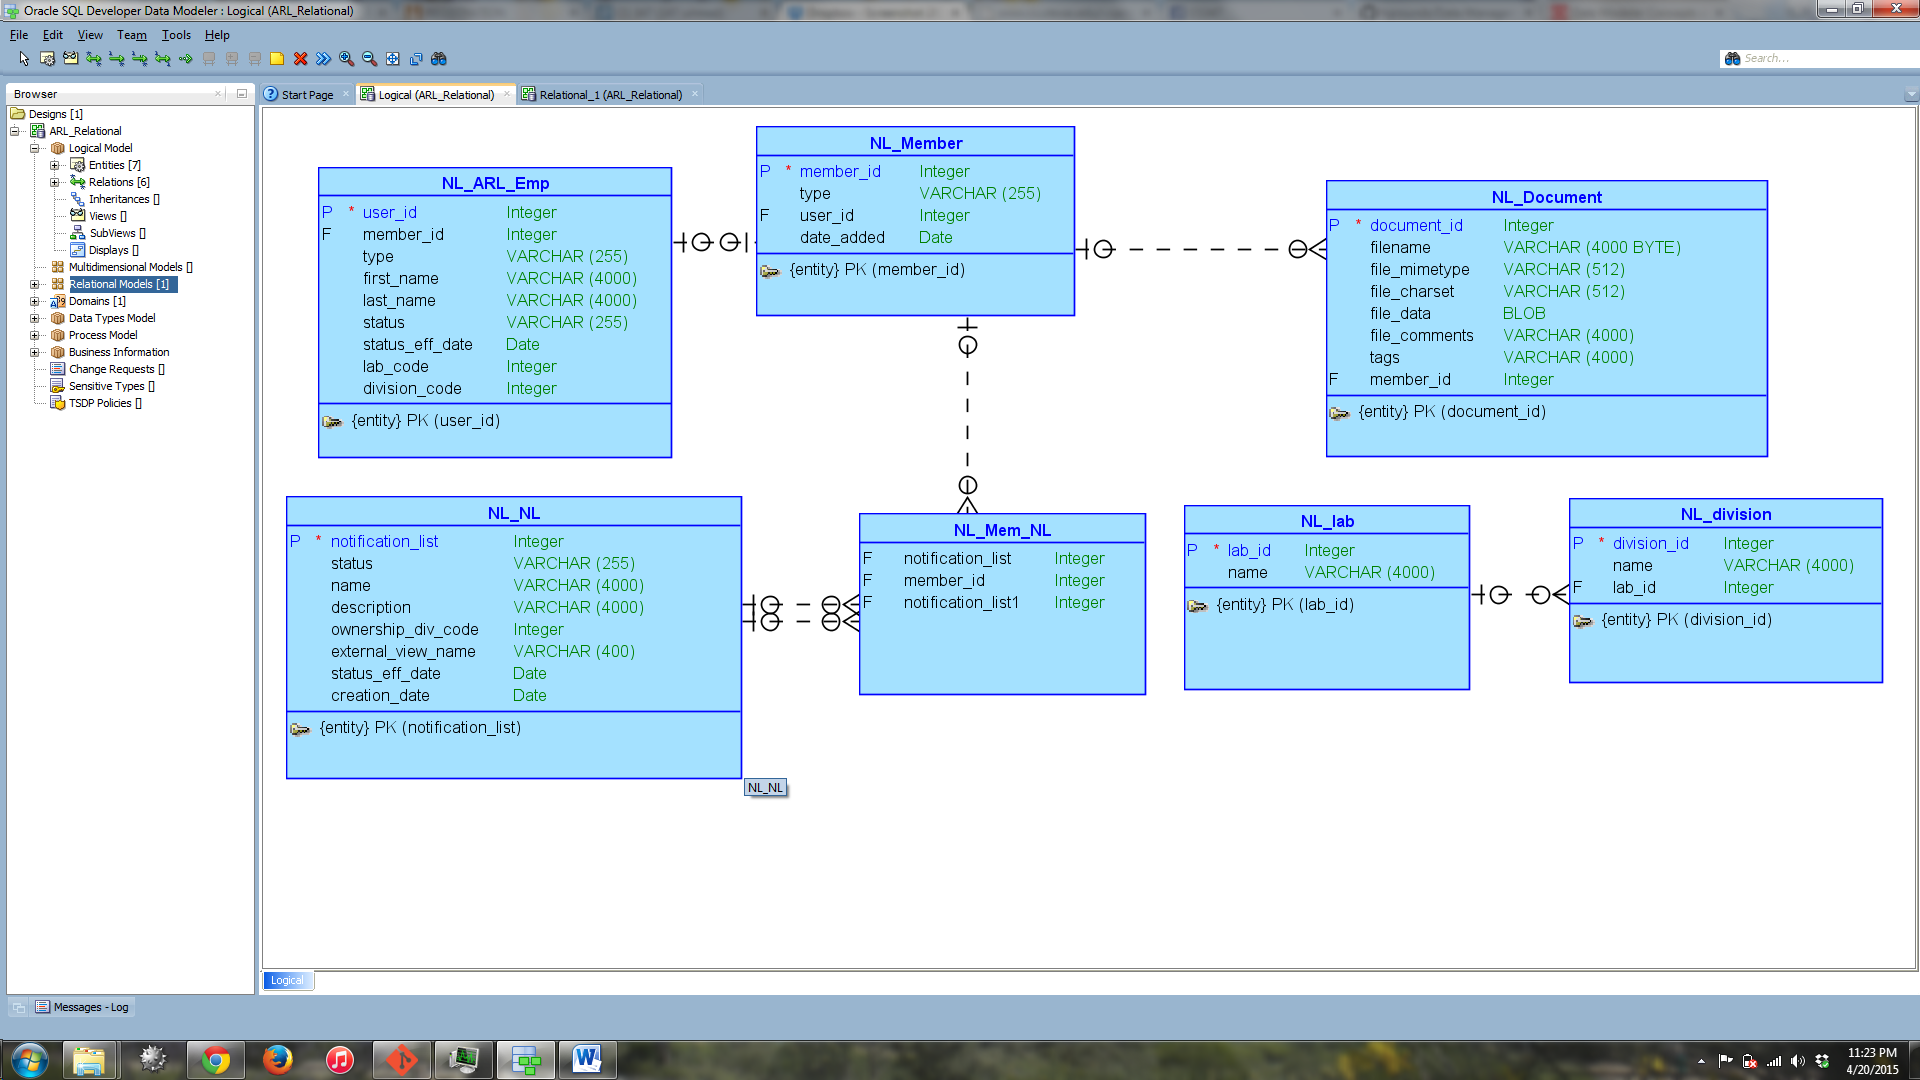 Oracle SQL Developer Data Modeler : Logical (ARL_Relational)
File Edit View Team Tools Help
Search...
Browser
Start Page
Logical (ARL_Relational)
Relational_1 (ARL_Relational)
Designs [1]
ARL_Relational
Logical Model
Entities [7]
Relations [6]
Inheritances []
Views []
SubViews []
Displays []
Multidimensional Models []
Relational Models [1]
Domains [1]
Data Types Model
Process Model
Business Information
Change Requests []
Sensitive Types []
TSDP Policies []
NL_ARL_Emp
P * user_id Integer
F member_id Integer
type VARCHAR (255)
first_name VARCHAR (4000)
last_name VARCHAR (4000)
status VARCHAR (255)
status_eff_date Date
lab_code Integer
division_code Integer
{entity} PK (user_id)
NL_Member
P * member_id Integer
type VARCHAR (255)
F user_id Integer
date_added Date
{entity} PK (member_id)
NL_Document
P * document_id Integer
filename VARCHAR (4000 BYTE)
file_mimetype VARCHAR (512)
file_charset VARCHAR (512)
file_data BLOB
file_comments VARCHAR (4000)
tags VARCHAR (4000)
F member_id Integer
{entity} PK (document_id)
NL_NL
P * notification_list Integer
status VARCHAR (255)
name VARCHAR (4000)
description VARCHAR (4000)
ownership_div_code Integer
external_view_name VARCHAR (400)
status_eff_date Date
creation_date Date
{entity} PK (notification_list)
NL_NL
NL_Mem_NL
F notification_list Integer
F member_id Integer
F notification_list1 Integer
NL_lab
P * lab_id Integer
name VARCHAR (4000)
{entity} PK (lab_id)
NL_division
P * division_id Integer
name VARCHAR (4000)
F lab_id Integer
{entity} PK (division_id)
Logical
Messages - Log
11:23 PM
4/20/2015